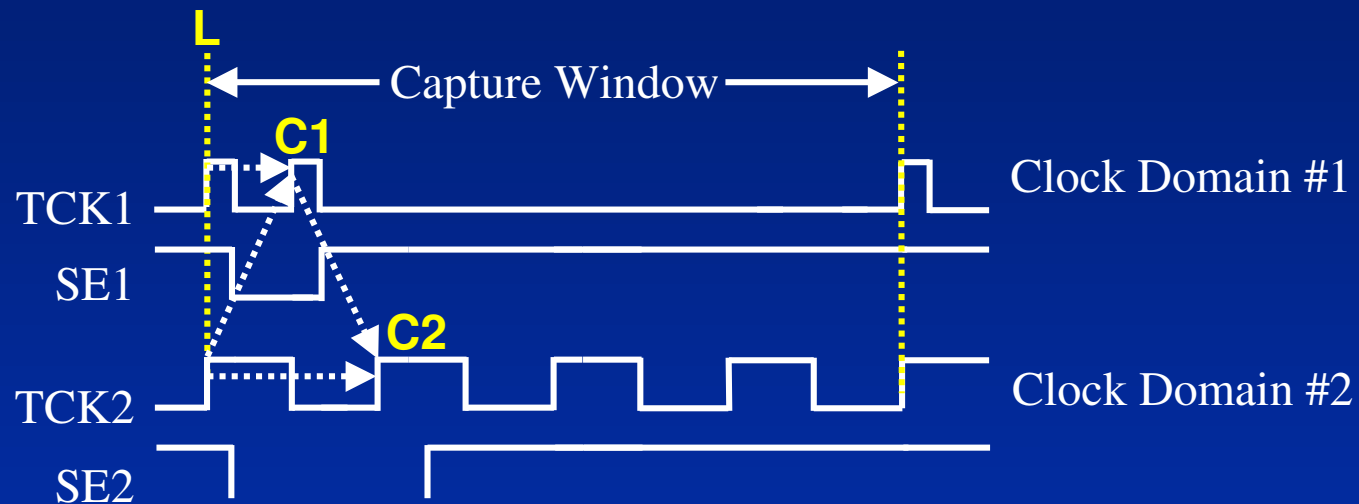 L
Capture Window
C1
TCK1
Clock Domain #1
SE1
C2
TCK2
Clock Domain #2
SE2